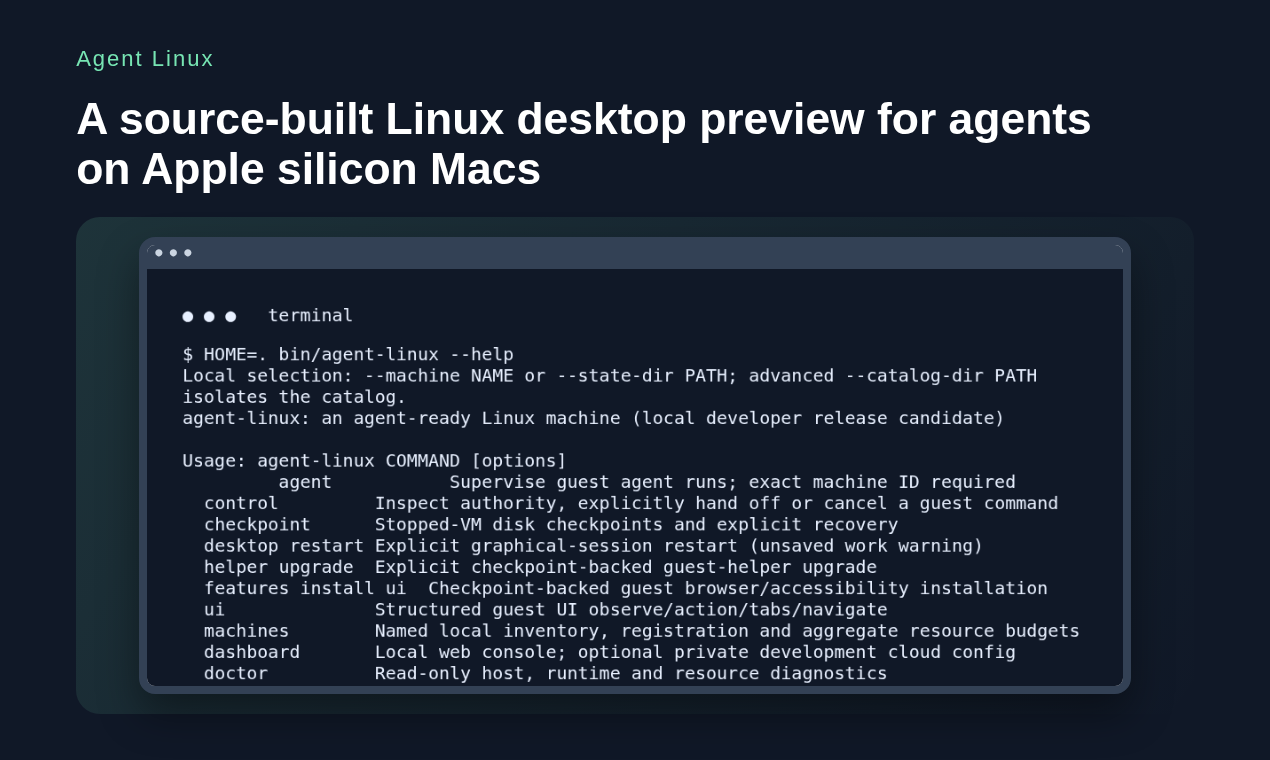 Agent Linux
A source-built Linux desktop preview for agents
on Apple silicon Macs
terminal
$ HOME=. bin/agent-linux --help
Local selection: --machine NAME or --state-dir PATH; advanced --catalog-dir PATH
isolates the catalog.
agent-linux: an agent-ready Linux machine (local developer release candidate)
Usage: agent-linux COMMAND [options]
agent Supervise guest agent runs; exact machine ID required
control Inspect authority, explicitly hand off or cancel a guest command
checkpoint Stopped-VM disk checkpoints and explicit recovery
desktop restart Explicit graphical-session restart (unsaved work warning)
helper upgrade Explicit checkpoint-backed guest-helper upgrade
features install ui Checkpoint-backed guest browser/accessibility installation
ui Structured guest UI observe/action/tabs/navigate
machines Named local inventory, registration and aggregate resource budgets
dashboard Local web console; optional private development cloud config
doctor Read-only host, runtime and resource diagnostics